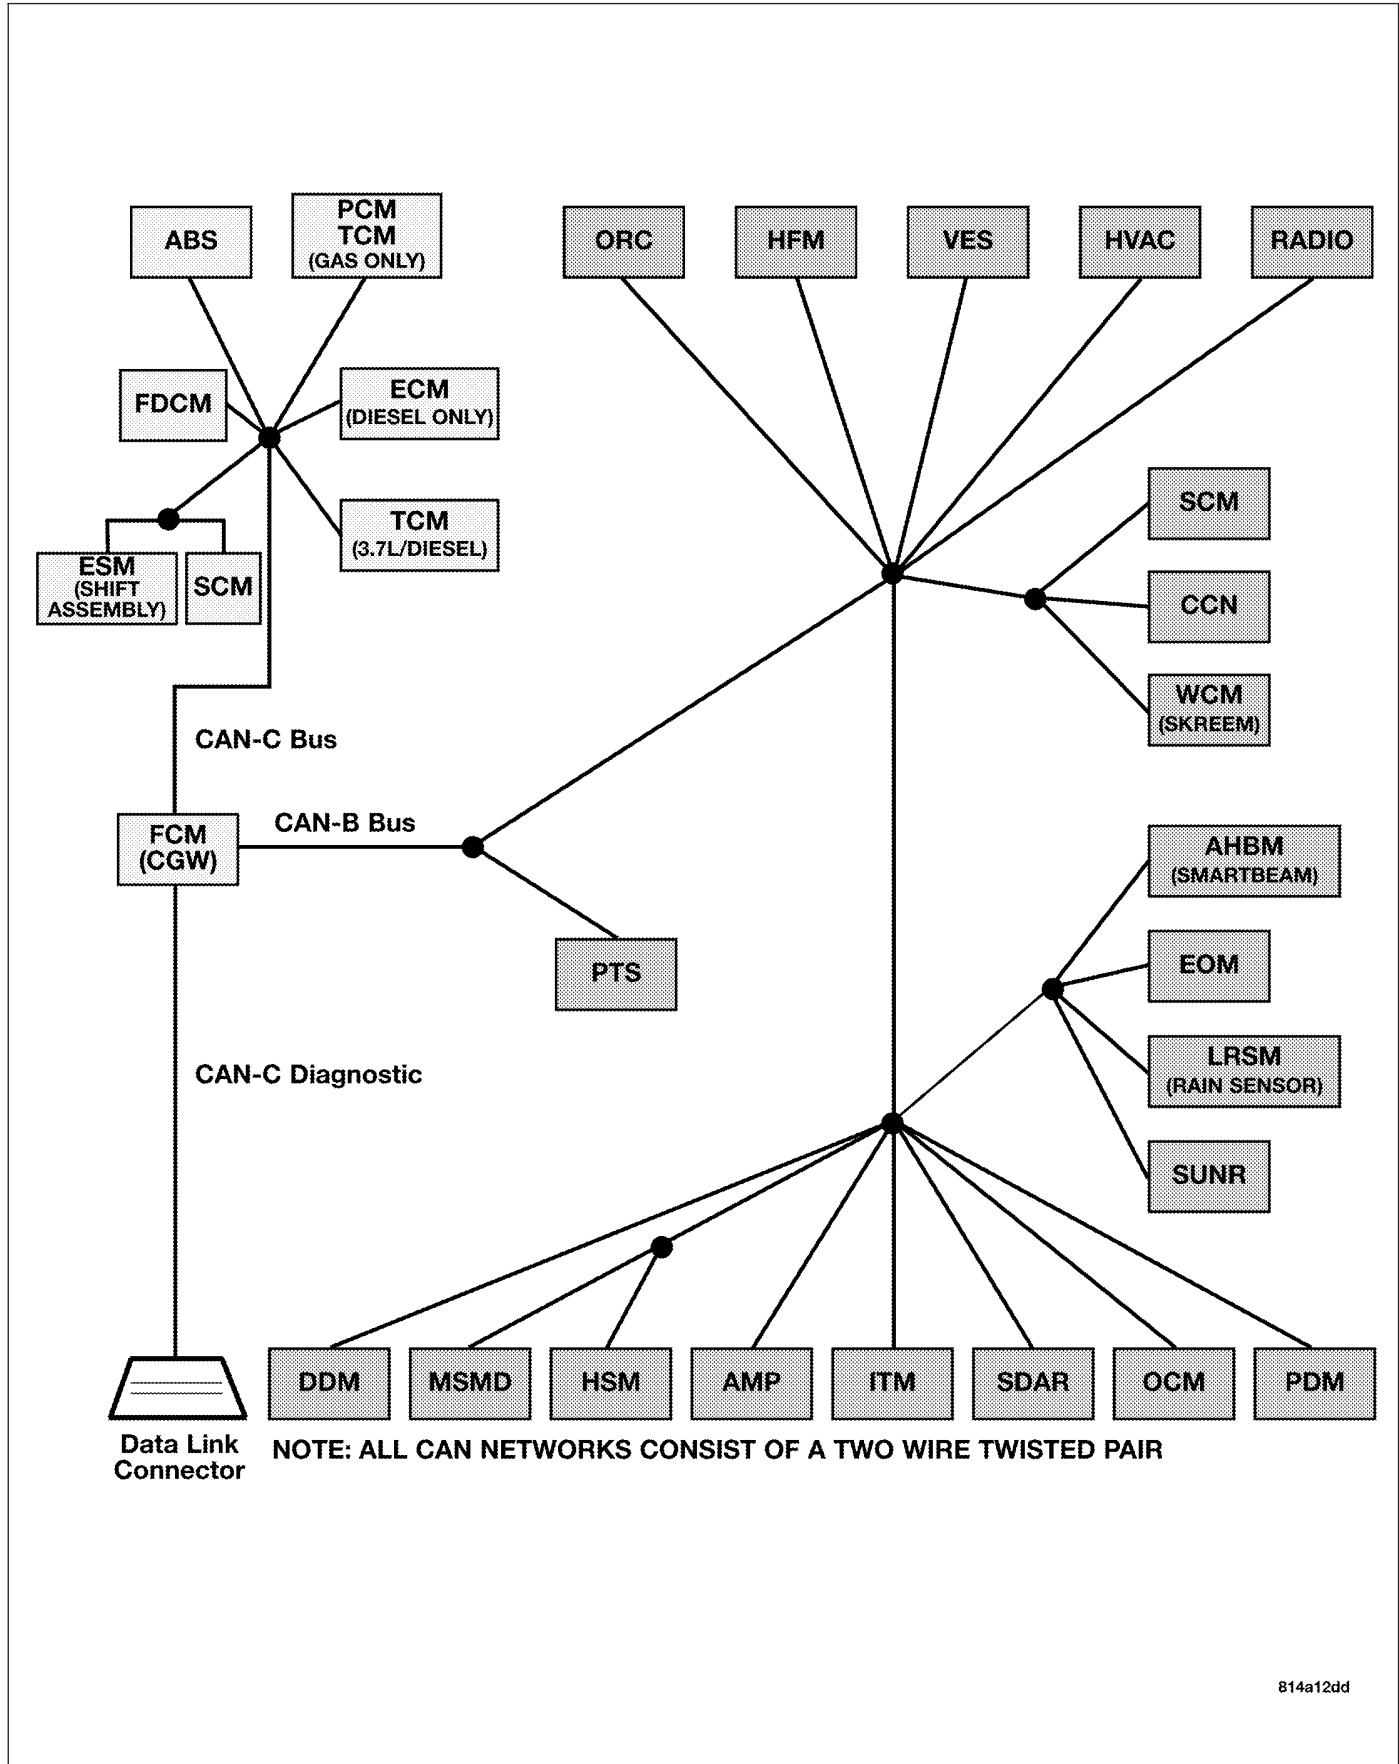 ABS
PCM
TCM
(GAS ONLY)
ORC
HFM
VES
HVAC
RADIO
FDCM
ECM
(DIESEL ONLY)
TCM
(3.7L/DIESEL)
ESM
(SHIFT
ASSEMBLY)
SCM
SCM
CCN
WCM
(SKREEM)
CAN-C Bus
FCM
(CGW)
CAN-B Bus
PTS
AHBM
(SMARTBEAM)
EOM
LRSM
(RAIN SENSOR)
SUNR
CAN-C Diagnostic
DDM
MSMD
HSM
AMP
ITM
SDAR
OCM
PDM
Data Link
Connector
NOTE: ALL CAN NETWORKS CONSIST OF A TWO WIRE TWISTED PAIR
814a12dd